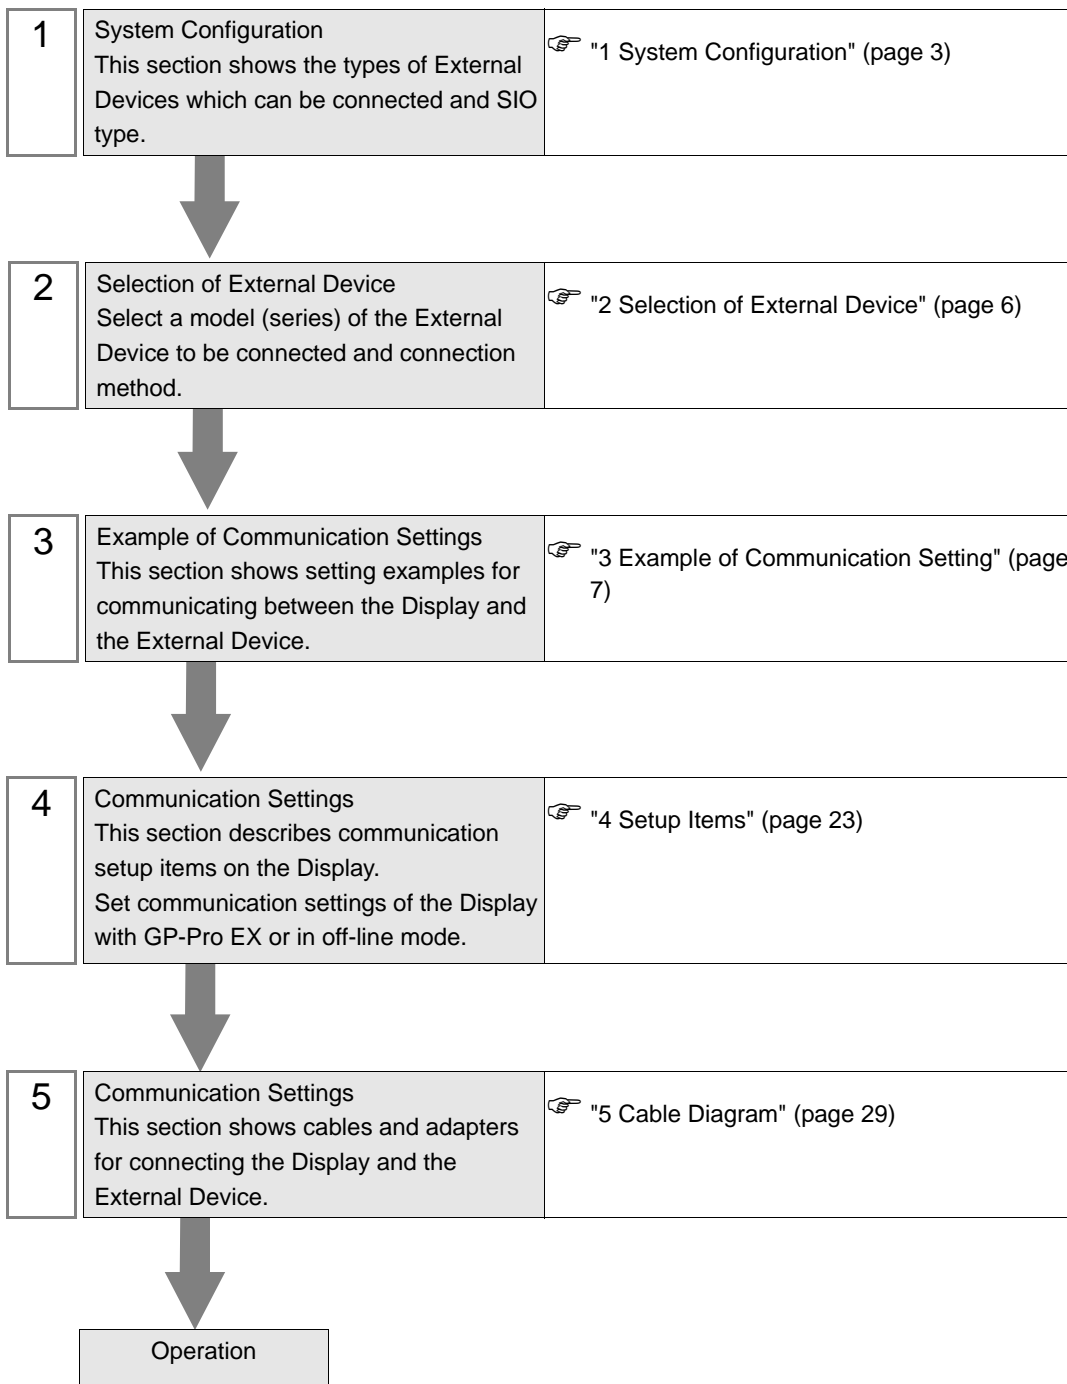 1
System Configuration
This section shows the types of External
Devices which can be connected and SIO
type.
"1 System Configuration" (page 3)
2
Selection of External Device
Select a model (series) of the External
Device to be connected and connection
method.
"2 Selection of External Device" (page 6)
3
Example of Communication Settings
This section shows setting examples for
communicating between the Display and
the External Device.
"3 Example of Communication Setting" (page
7)
4
Communication Settings
This section describes communication
setup items on the Display.
Set communication settings of the Display
with GP-Pro EX or in off-line mode.
"4 Setup Items" (page 23)
5
Communication Settings
This section shows cables and adapters
for connecting the Display and the
External Device.
"5 Cable Diagram" (page 29)
Operation